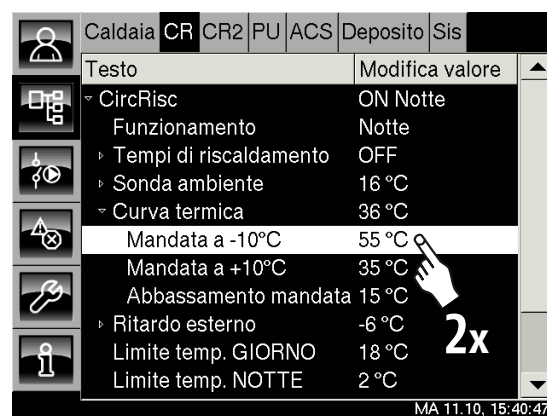 Caldaia CR CR2 PU ACS Deposito Sis
Testo Modifica valore
CircRisc ON Notte
Funzionamento Notte
Tempi di riscaldamento OFF
Sonda ambiente 16 °C
Curva termica 36 °C
Mandata a -10°C 55 °C
Mandata a +10°C 35 °C
Abbassamento mandata 15 °C
Ritardo esterno -6 °C
2x
Limite temp. GIORNO 18 °C
Limite temp. NOTTE 2 °C
MA 11.10, 15:40:47